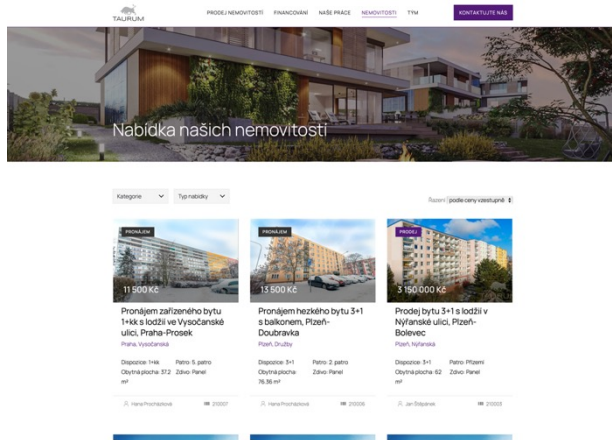 TAURUM
PRODEJ NEMOVITOSTÍ FINANCOVÁNÍ NAŠE PRÁCE NEMOVITOSTI TÝM KONTAKTUJTE NÁS
Nabídka našich nemovitostí
Kategorie Typ nabídky Řazení podle ceny vzestupně
PRONÁJEM
11 500 Kč
Pronájem zařízeného bytu
1+kk s lodžií ve Vysočanské
ulici, Praha-Prosek
Praha, Vysočanská
Dispozice: 1+kk Patro: 5. patro
Obytná plocha: 37.2 Zdivo: Panel
m²
Hana Procházková 210007
PRONÁJEM
13 500 Kč
Pronájem hezkého bytu 3+1
s balkonem, Plzeň-
Doubravka
Plzeň, Družby
Dispozice: 3+1 Patro: 2. patro
Obytná plocha: Zdivo: Panel
76.36 m²
Hana Procházková 210006
PRODEJ
3 150 000 Kč
Prodej bytu 3+1 s lodžií v
Nýřanské ulici, Plzeň-
Bolevec
Plzeň, Nýřanská
Dispozice: 3+1 Patro: Přízemí
Obytná plocha: 62 Zdivo: Panel
m²
Jan Štěpánek 210003